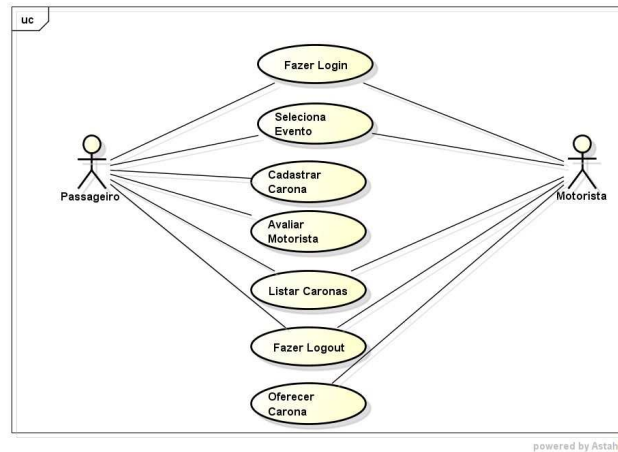 uc
Fazer Login
Seleciona
Evento
Cadastrar
Carona
Passageiro
Motorista
Avaliar
Motorista
Listar Caronas
Fazer Logout
Oferecer
Carona
powered by Astah